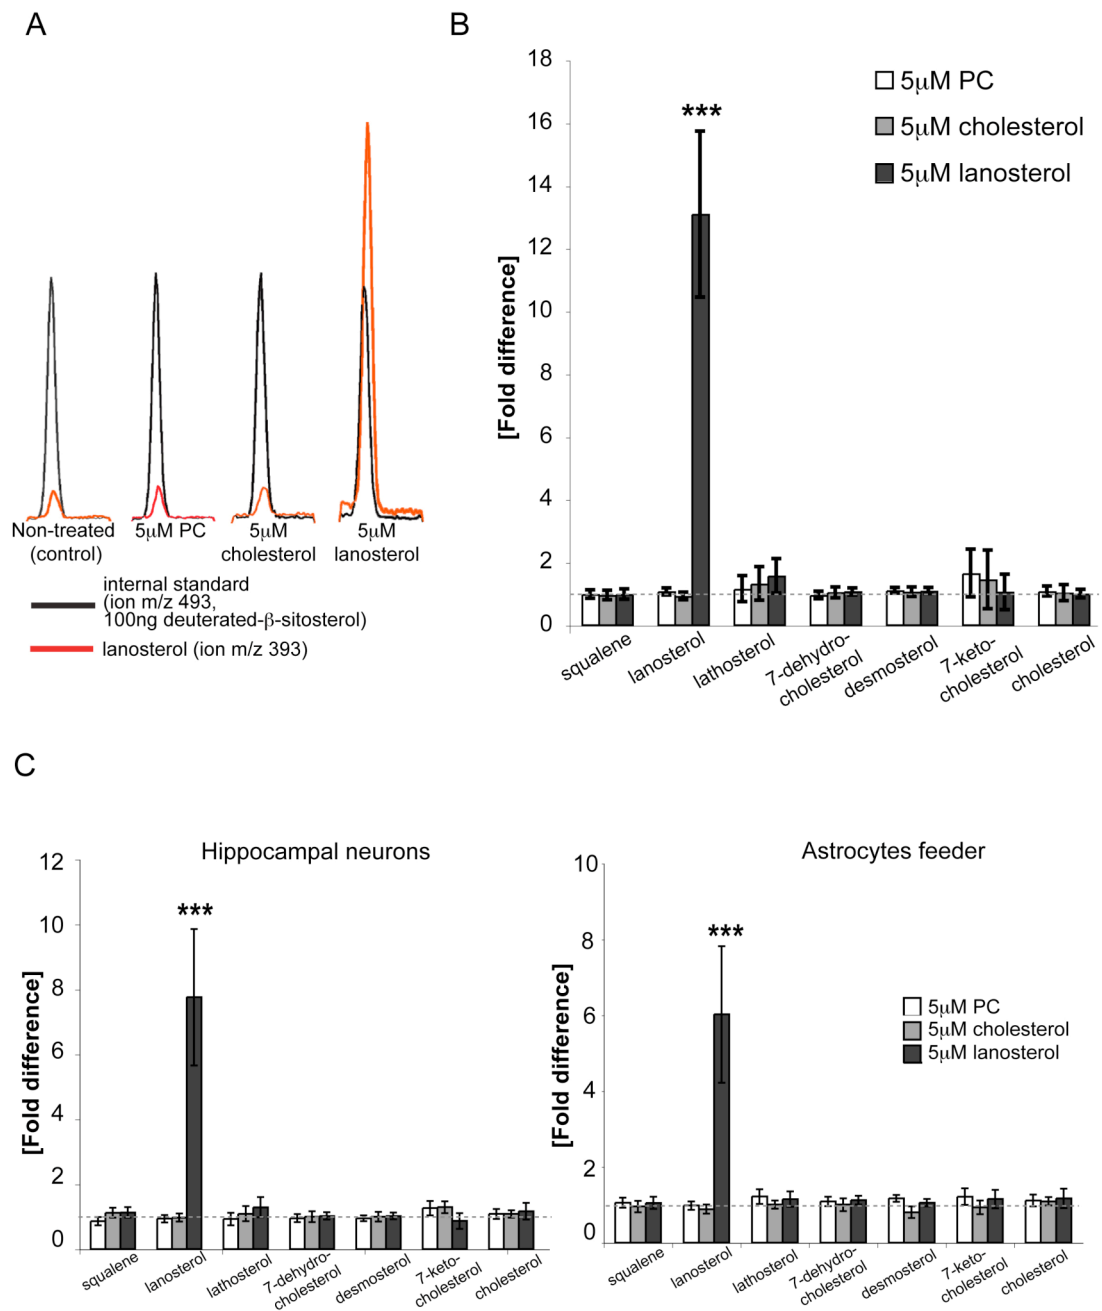 A
Non-treated
(control)
5μM PC
5μM
cholesterol
5μM
lanosterol
internal standard
(ion m/z 493,
100ng deuterated-β-sitosterol)
lanosterol (ion m/z 393)
B
[Fold difference]
18
16
14
12
10
8
6
4
2
0
***
5μM PC
5μM cholesterol
5μM lanosterol
squalene
lanosterol
lathosterol
7-dehydro-
cholesterol
desmosterol
7-keto-
cholesterol
cholesterol
C
Hippocampal neurons
[Fold difference]
12
10
8
6
4
2
0
***
squalene
lanosterol
lathosterol
7-dehydro-
cholesterol
desmosterol
7-keto-
cholesterol
cholesterol
Astrocytes feeder
[Fold difference]
10
8
6
4
2
0
***
5μM PC
5μM cholesterol
5μM lanosterol
squalene
lanosterol
lathosterol
7-dehydro-
cholesterol
desmosterol
7-keto-
cholesterol
cholesterol